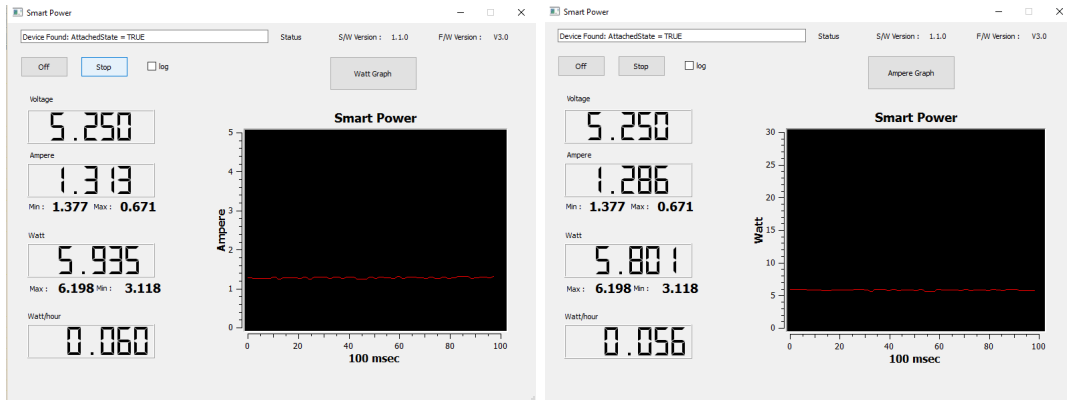 Smart Power
Device Found: AttachedState = TRUE Status S/W Version : 1.1.0 F/W Version : V3.0
Off Stop log Watt Graph
Voltage
5.250
Ampere
1.313
Min : 1.377 Max : 0.671
Watt
5.935
Max : 6.198 Min : 3.118
Watt/hour
0.060
Smart Power
Ampere
5
4
3
2
1
0
0 20 40 60 80 100
100 msec
Smart Power
Device Found: AttachedState = TRUE Status S/W Version : 1.1.0 F/W Version : V3.0
Off Stop log Ampere Graph
Voltage
5.250
Ampere
1.286
Min : 1.377 Max : 0.671
Watt
5.801
Max : 6.198 Min : 3.118
Watt/hour
0.056
Smart Power
Watt
30
25
20
15
10
5
0
0 20 40 60 80 100
100 msec